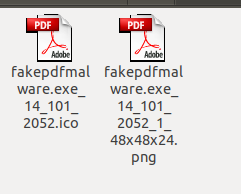 PDF
Adobe
fakepdfmal
ware.exe_
14_101_
2052.ico
PDF
Adobe
fakepdfmal
ware.exe_
14_101_
2052_1_
48x48x24.
png